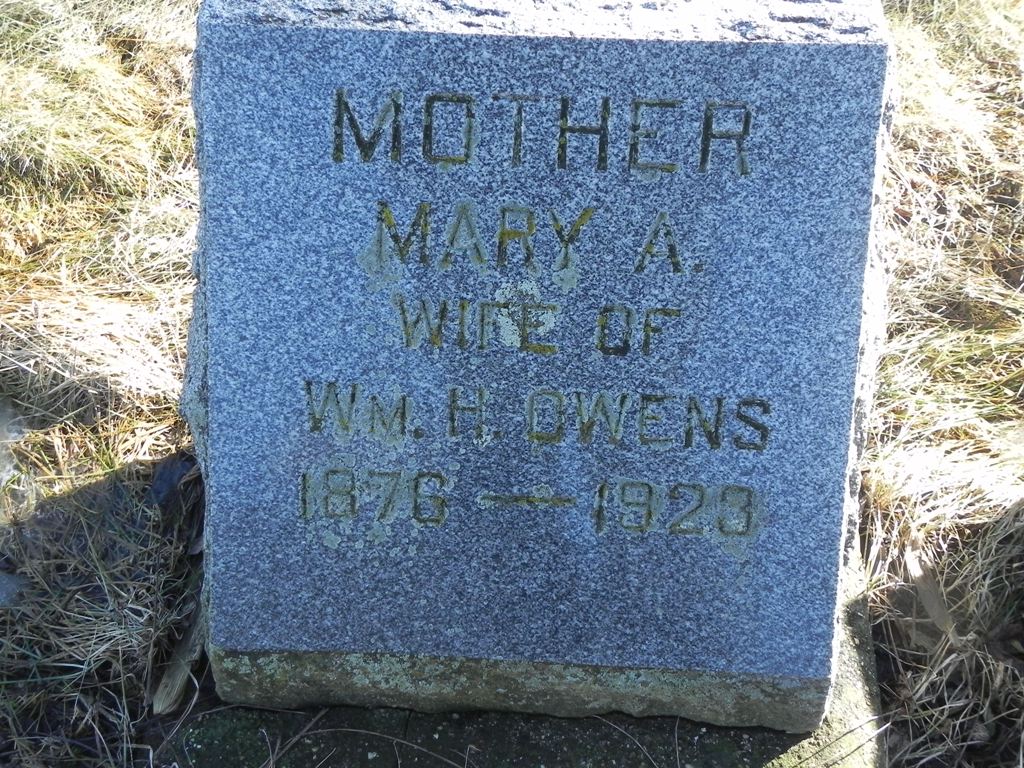 MOTHER
MARY A.
WIFE OF
WM. H. OWENS
1876 — 1923